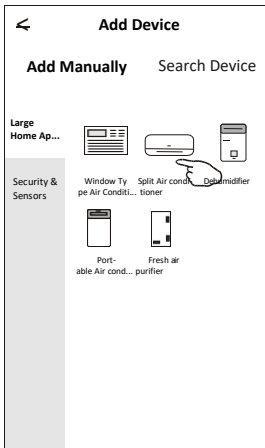 Add Device
Add Manually Search Device
Large
Home Ap...
Window Ty
pe Air Conditi...
Split Air condi-
tioner
Dehumidifier
Security &
Sensors
Port-
able Air cond...
Fresh air
purifier